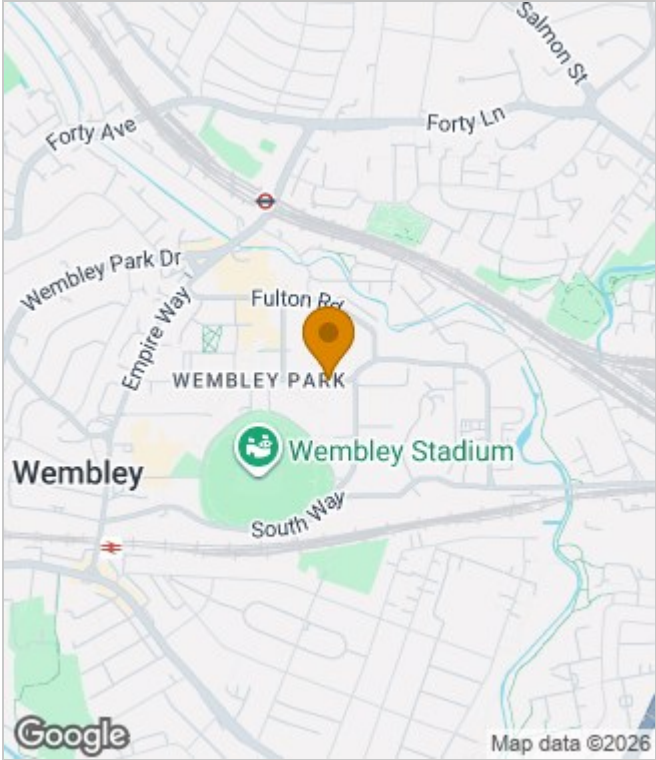 Salmon St
Forty Ave
Forty Ln
Wembley Park Dr
Empire Way
Fulton Rd
WEMBLEY PARK
Wembley Stadium
Wembley
South Way
Google
Map data ©2026